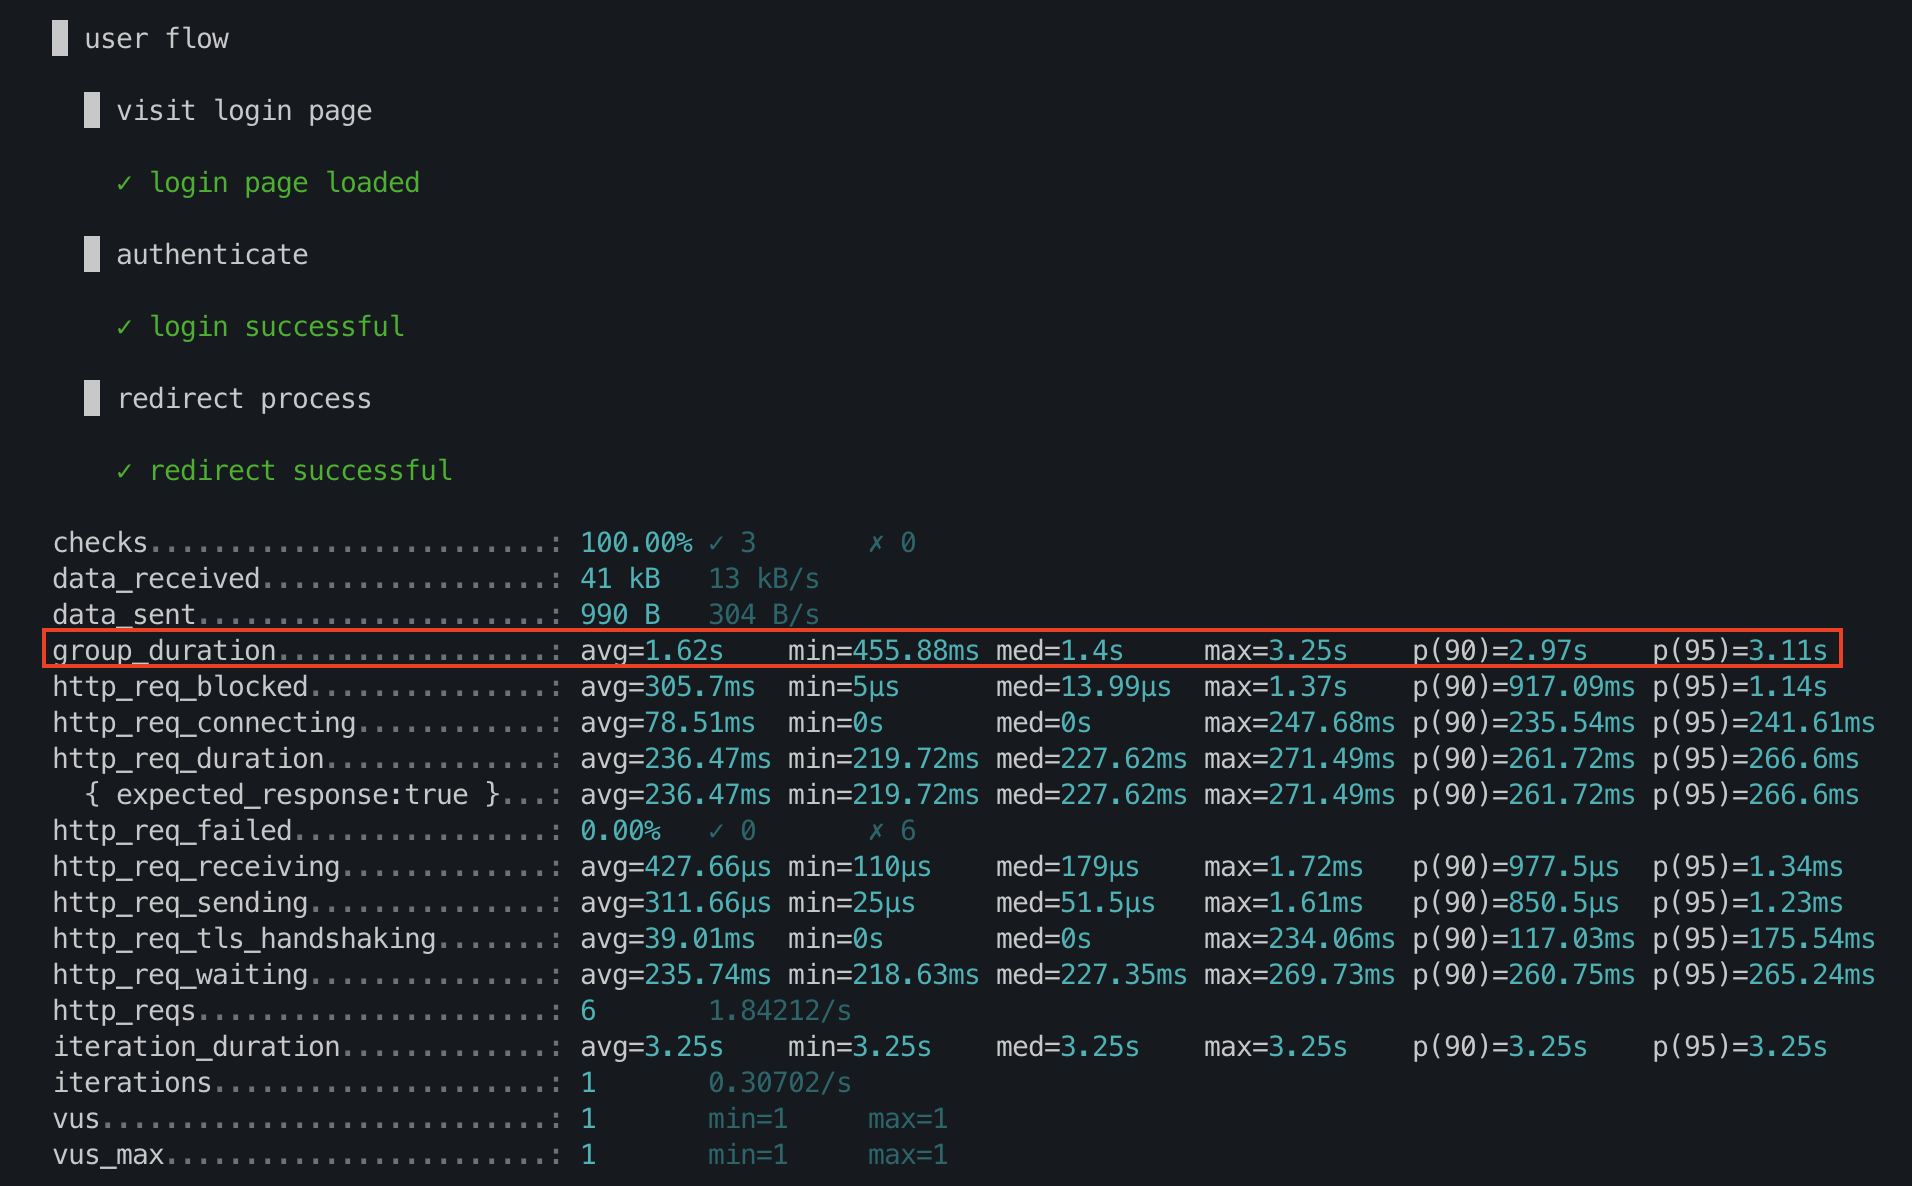 █ user flow
█ visit login page
✓ login page loaded
█ authenticate
✓ login successful
█ redirect process
✓ redirect successful
checks.........................: 100.00% ✓ 3 ✗ 0
data_received..................: 41 kB 13 kB/s
data_sent......................: 990 B 304 B/s
group_duration.................: avg=1.62s min=455.88ms med=1.4s max=3.25s p(90)=2.97s p(95)=3.11s
http_req_blocked...............: avg=305.7ms min=5µs med=13.99µs max=1.37s p(90)=917.09ms p(95)=1.14s
http_req_connecting............: avg=78.51ms min=0s med=0s max=247.68ms p(90)=235.54ms p(95)=241.61ms
http_req_duration..............: avg=236.47ms min=219.72ms med=227.62ms max=271.49ms p(90)=261.72ms p(95)=266.6ms
{ expected_response:true }...: avg=236.47ms min=219.72ms med=227.62ms max=271.49ms p(90)=261.72ms p(95)=266.6ms
http_req_failed................: 0.00% ✓ 0 ✗ 6
http_req_receiving.............: avg=427.66µs min=110µs med=179µs max=1.72ms p(90)=977.5µs p(95)=1.34ms
http_req_sending...............: avg=311.66µs min=25µs med=51.5µs max=1.61ms p(90)=850.5µs p(95)=1.23ms
http_req_tls_handshaking.......: avg=39.01ms min=0s med=0s max=234.06ms p(90)=117.03ms p(95)=175.54ms
http_req_waiting...............: avg=235.74ms min=218.63ms med=227.35ms max=269.73ms p(90)=260.75ms p(95)=265.24ms
http_reqs......................: 6 1.84212/s
iteration_duration.............: avg=3.25s min=3.25s med=3.25s max=3.25s p(90)=3.25s p(95)=3.25s
iterations.....................: 1 0.30702/s
vus............................: 1 min=1 max=1
vus_max........................: 1 min=1 max=1